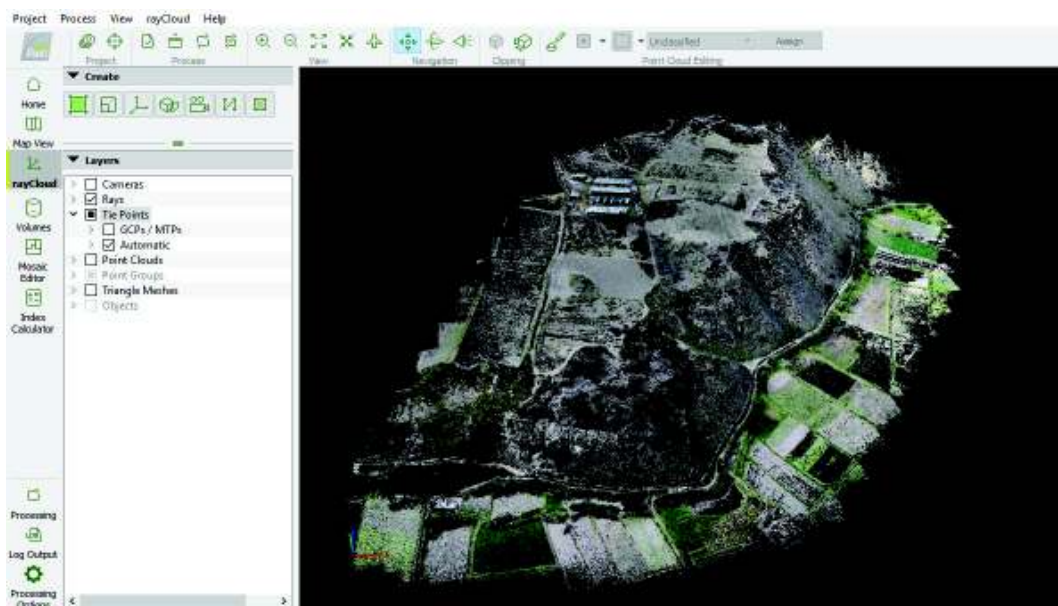 Project Process View rayCloud Help
Unclassified Assign
Project Process View Navigation Clipping Point Cloud Editing
Create
Home
Map View
Layers
rayCloud
Cameras
Rays
Tie Points
GCPs / MTPs
Automatic
Point Clouds
Point Groups
Triangle Meshes
Objects
Volumes
Mosaic
Editor
Index
Calculator
Processing
Log Output
Processing
Options